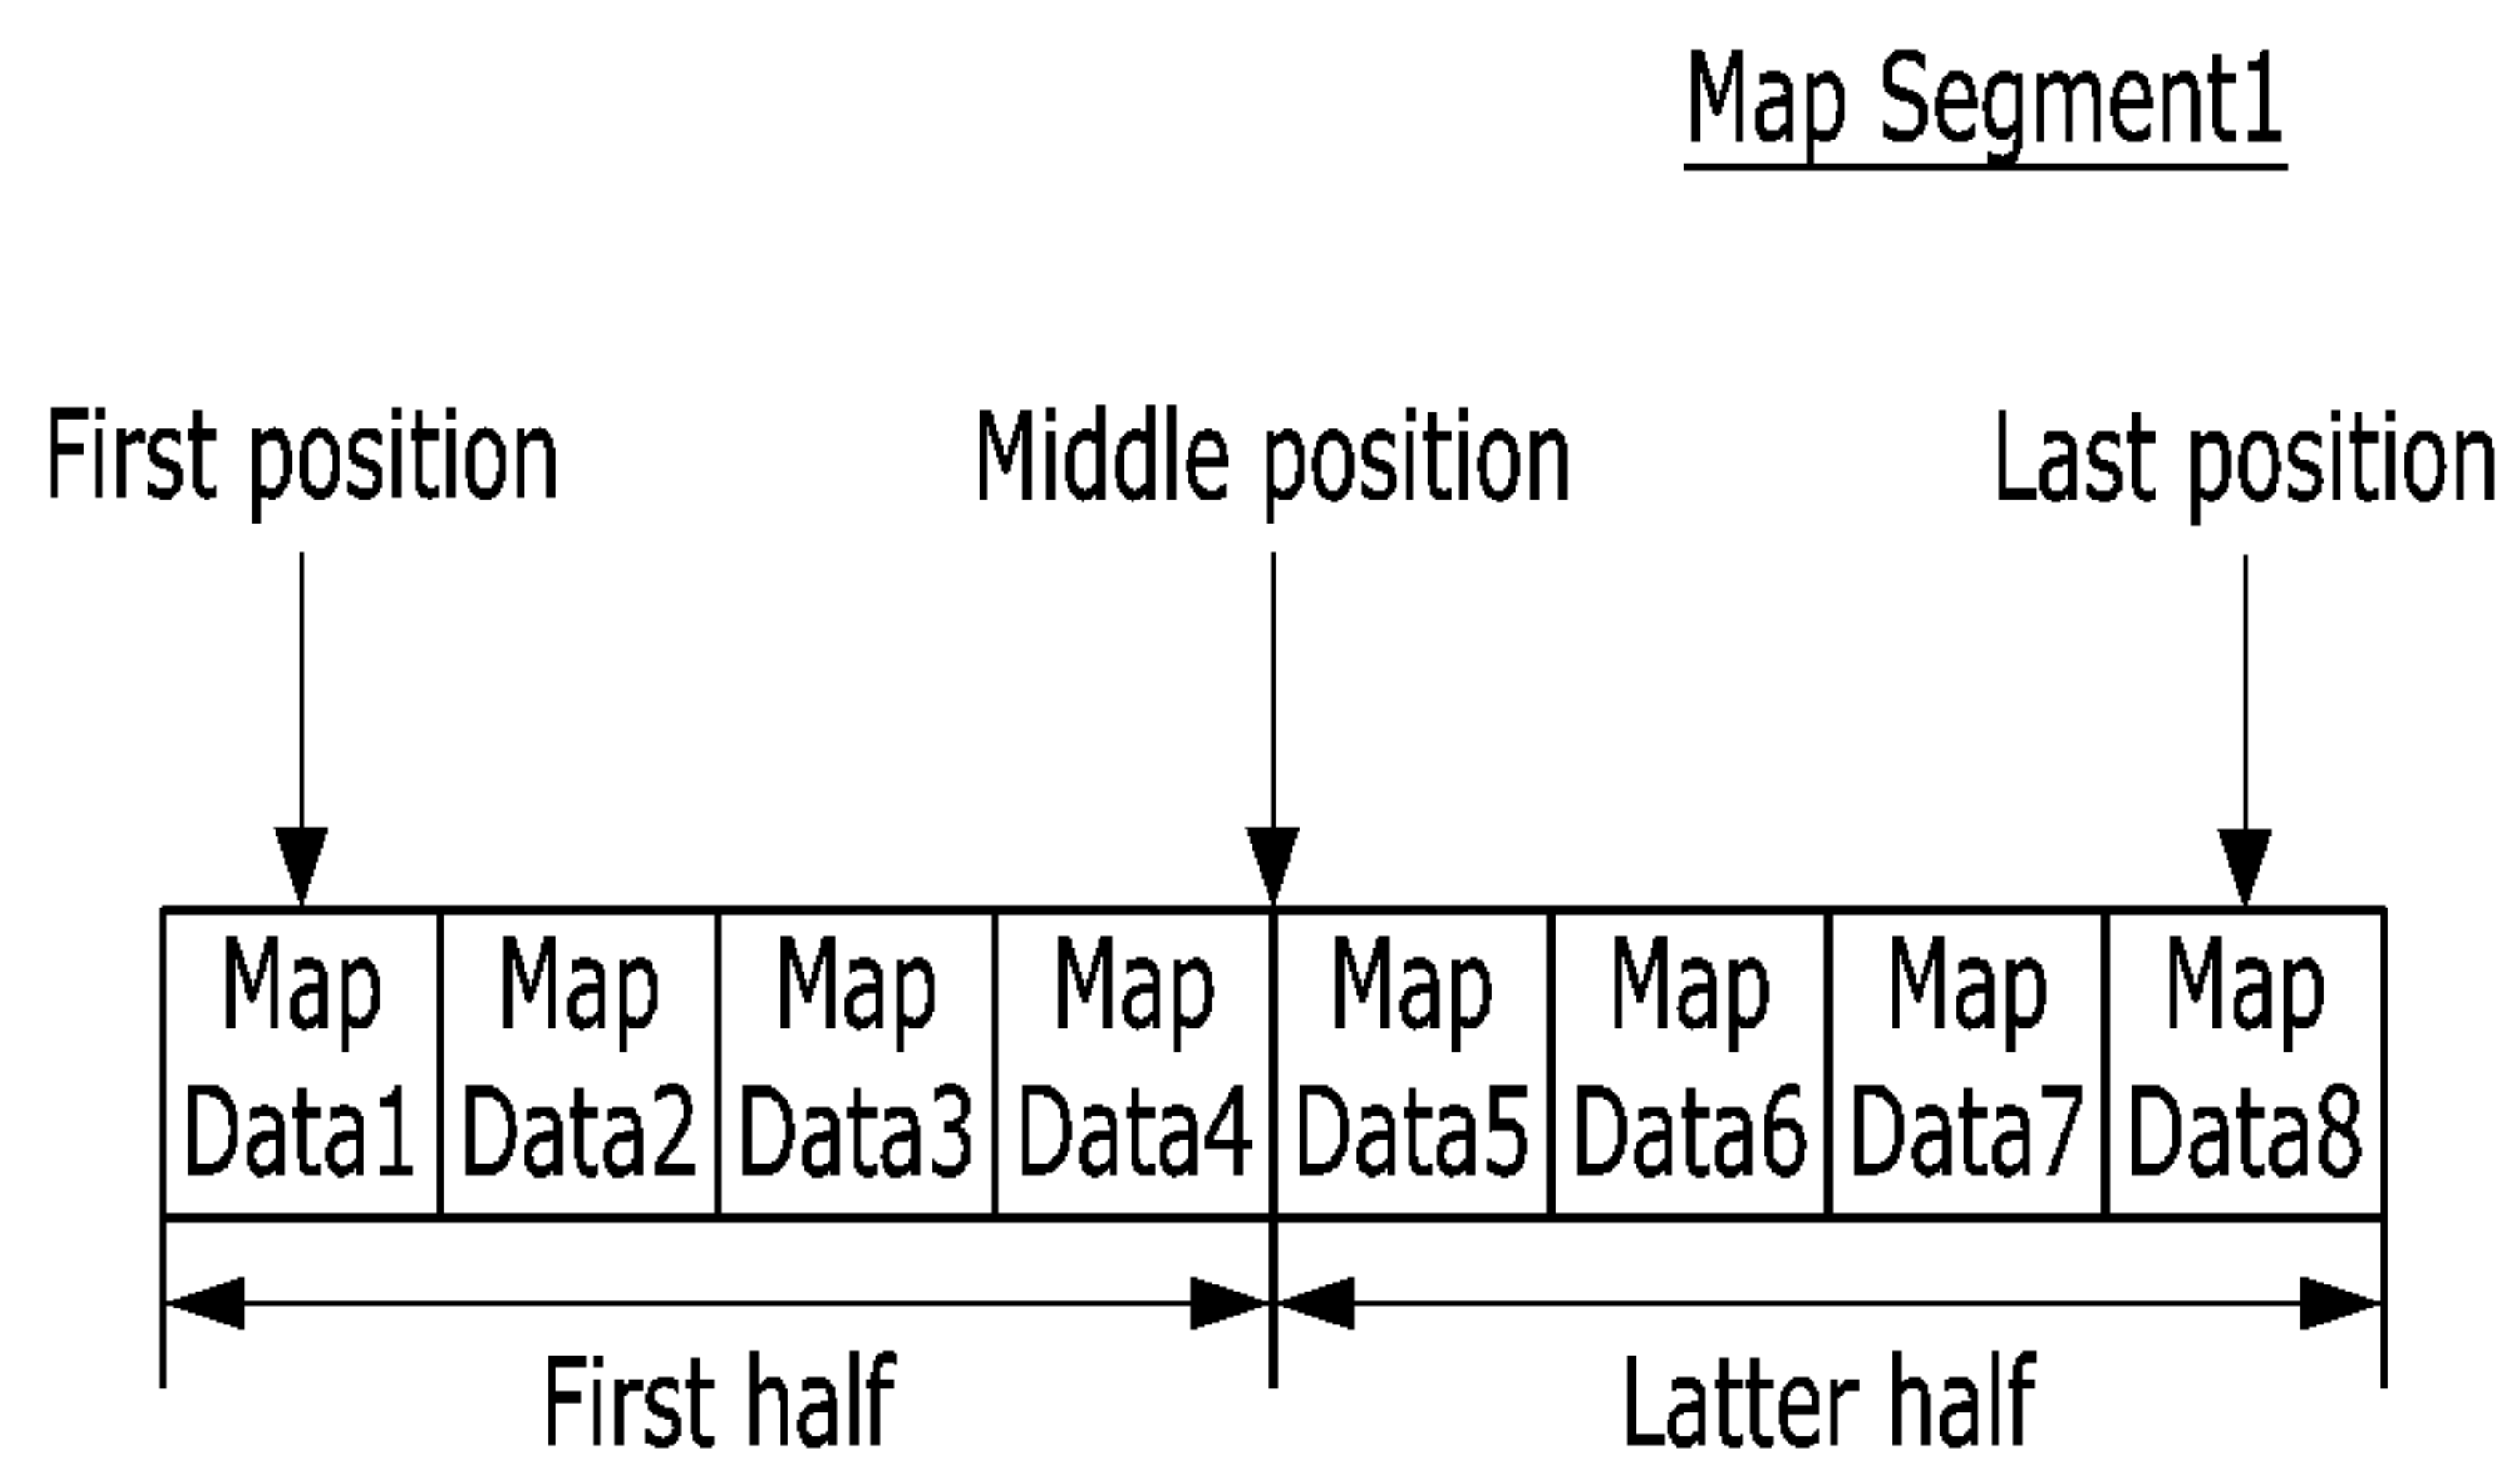 Map Segment1
First position
Middle position
Last position
Map Data1
Map Data2
Map Data3
Map Data4
Map Data5
Map Data6
Map Data7
Map Data8
First half
Latter half